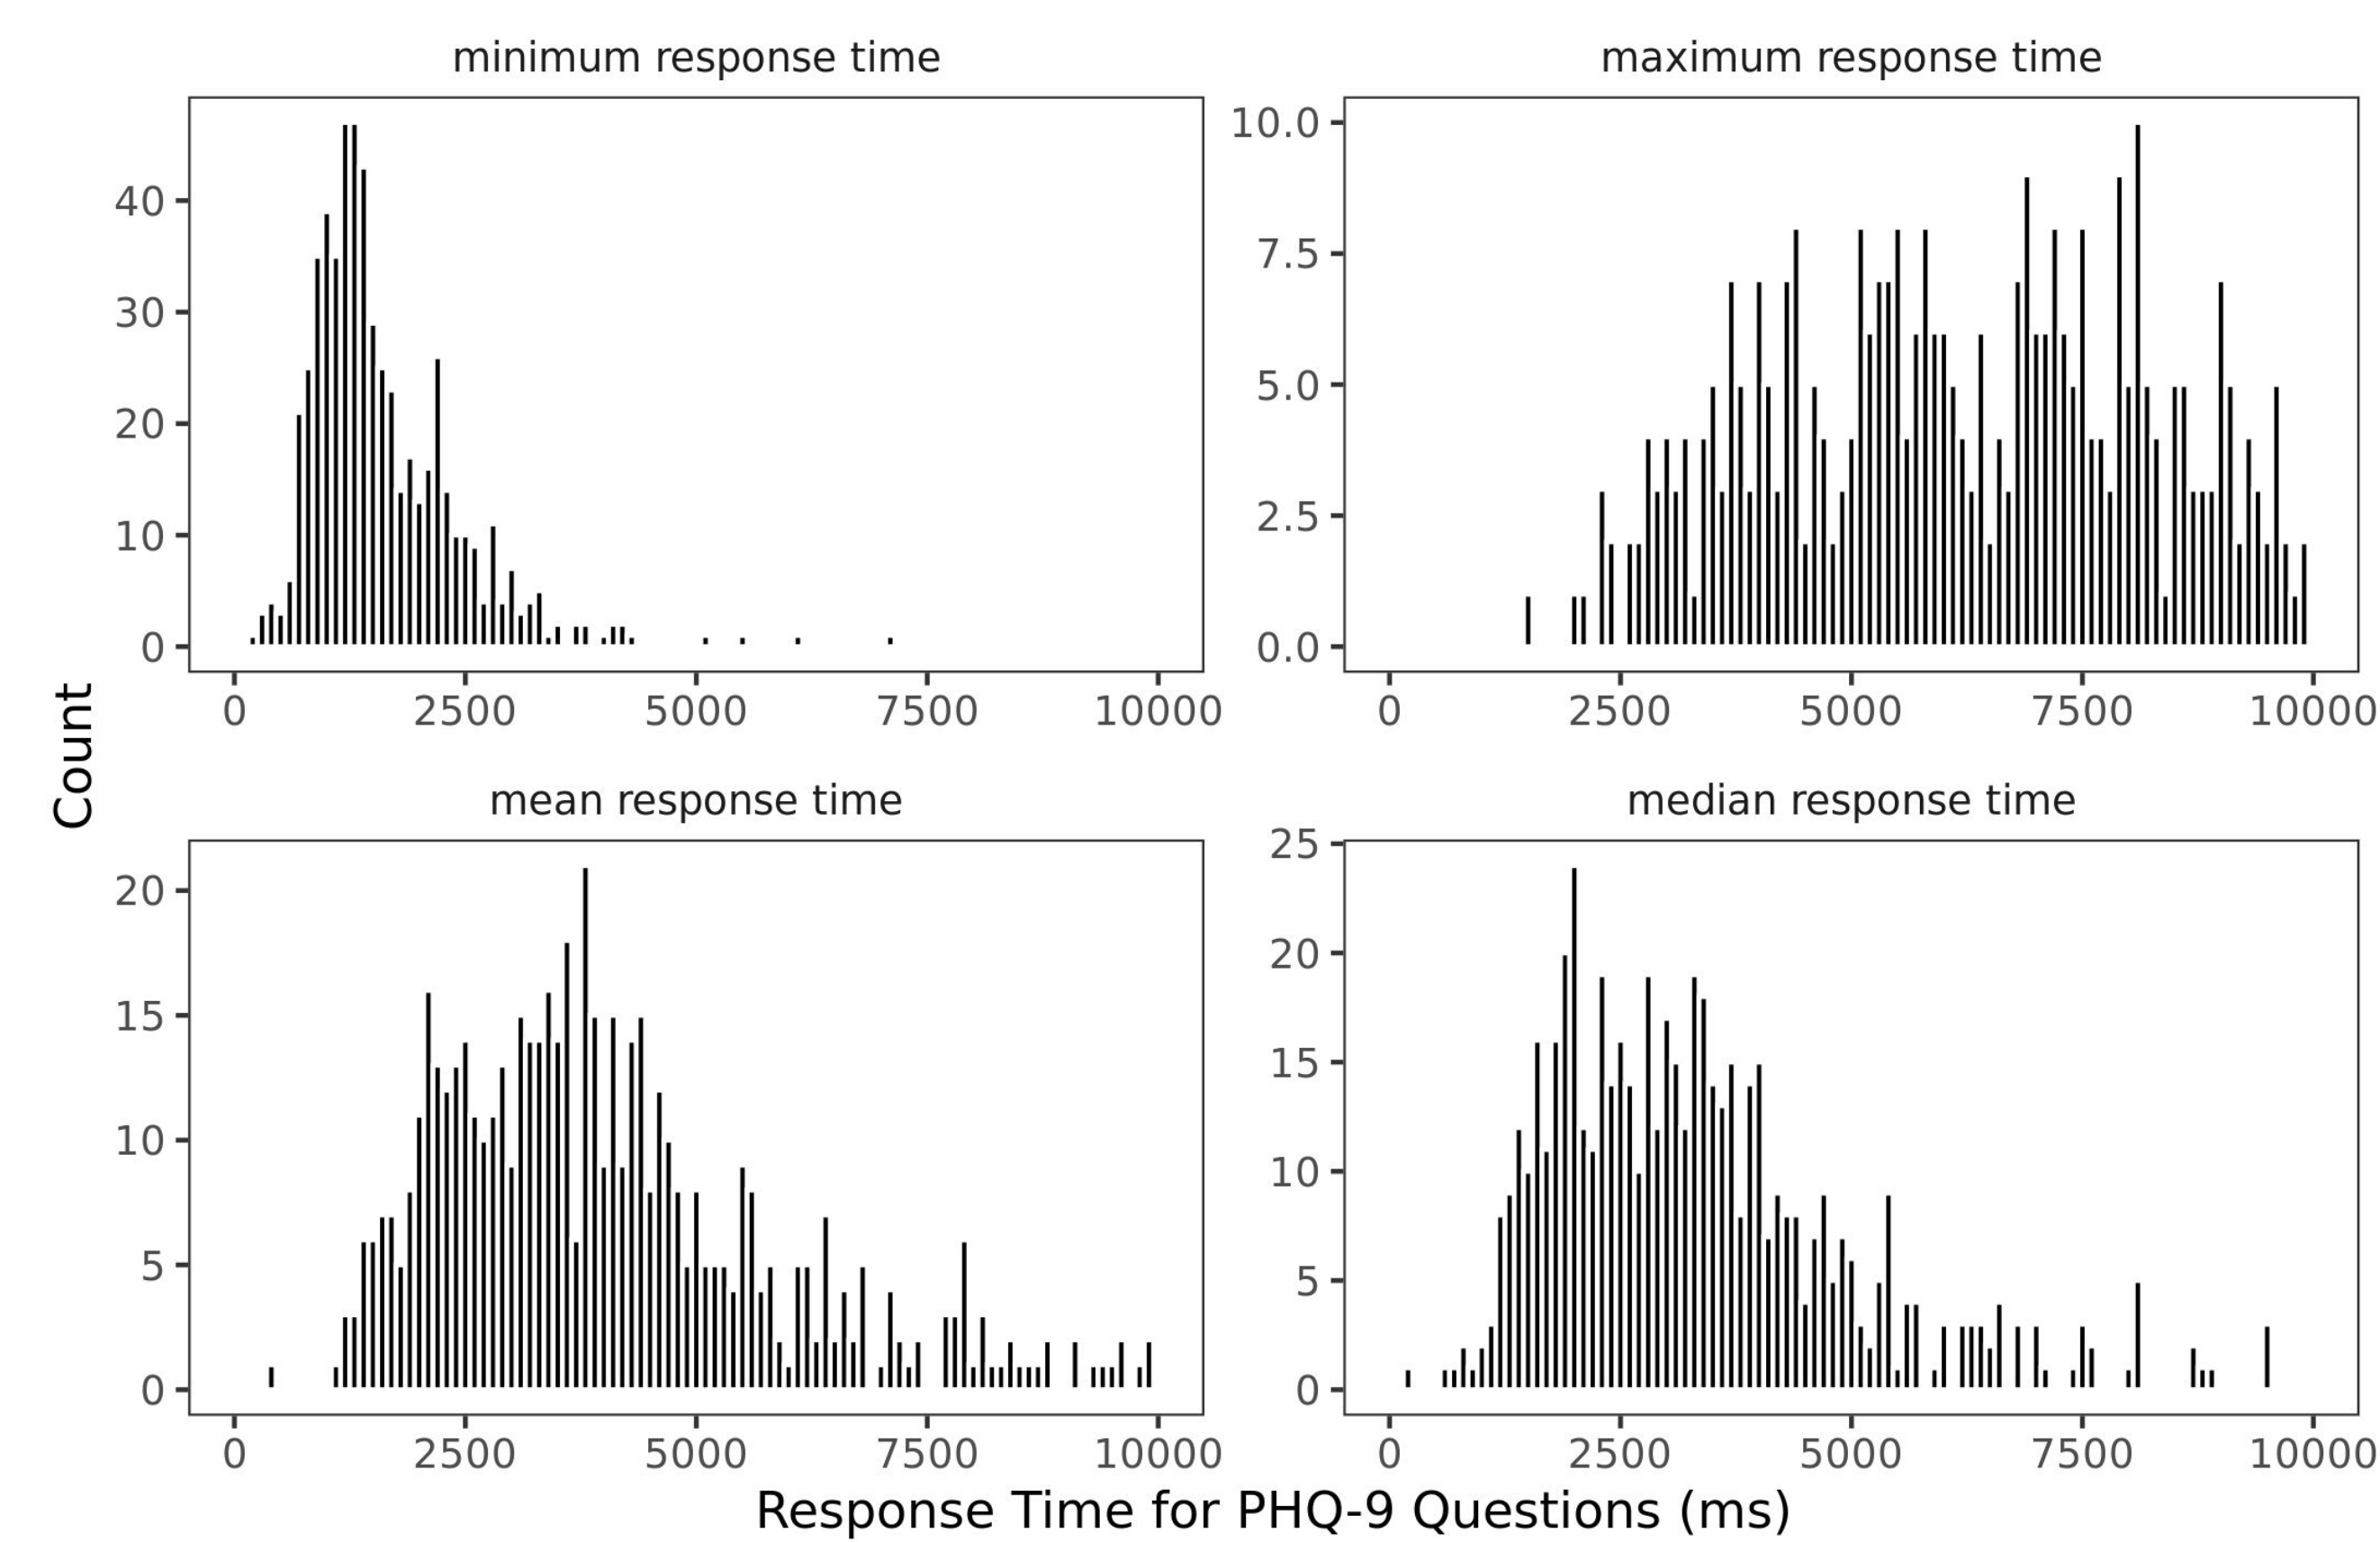 minimum response time
maximum response time
40
30
20
10
0
10.0
7.5
5.0
2.5
0.0
0 2500 5000 7500 10000
0 2500 5000 7500 10000
Count
mean response time
median response time
20
15
10
5
0
25
20
15
10
5
0
0 2500 5000 7500 10000
0 2500 5000 7500 10000
Response Time for PHQ-9 Questions (ms)